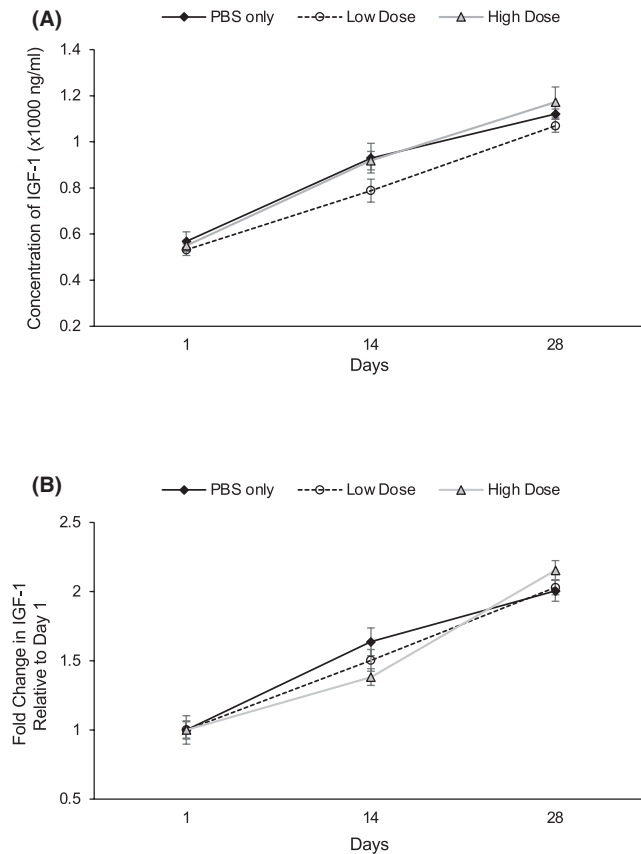 (A)
PBS only Low Dose High Dose
Concentration of IGF-1 (x1000 ng/ml)
1.4
1.2
1
0.8
0.6
0.4
0.2
1 14 28
Days
(B)
PBS only Low Dose High Dose
Fold Change in IGF-1
Relative to Day 1
2.5
2
1.5
1
0.5
1 14 28
Days